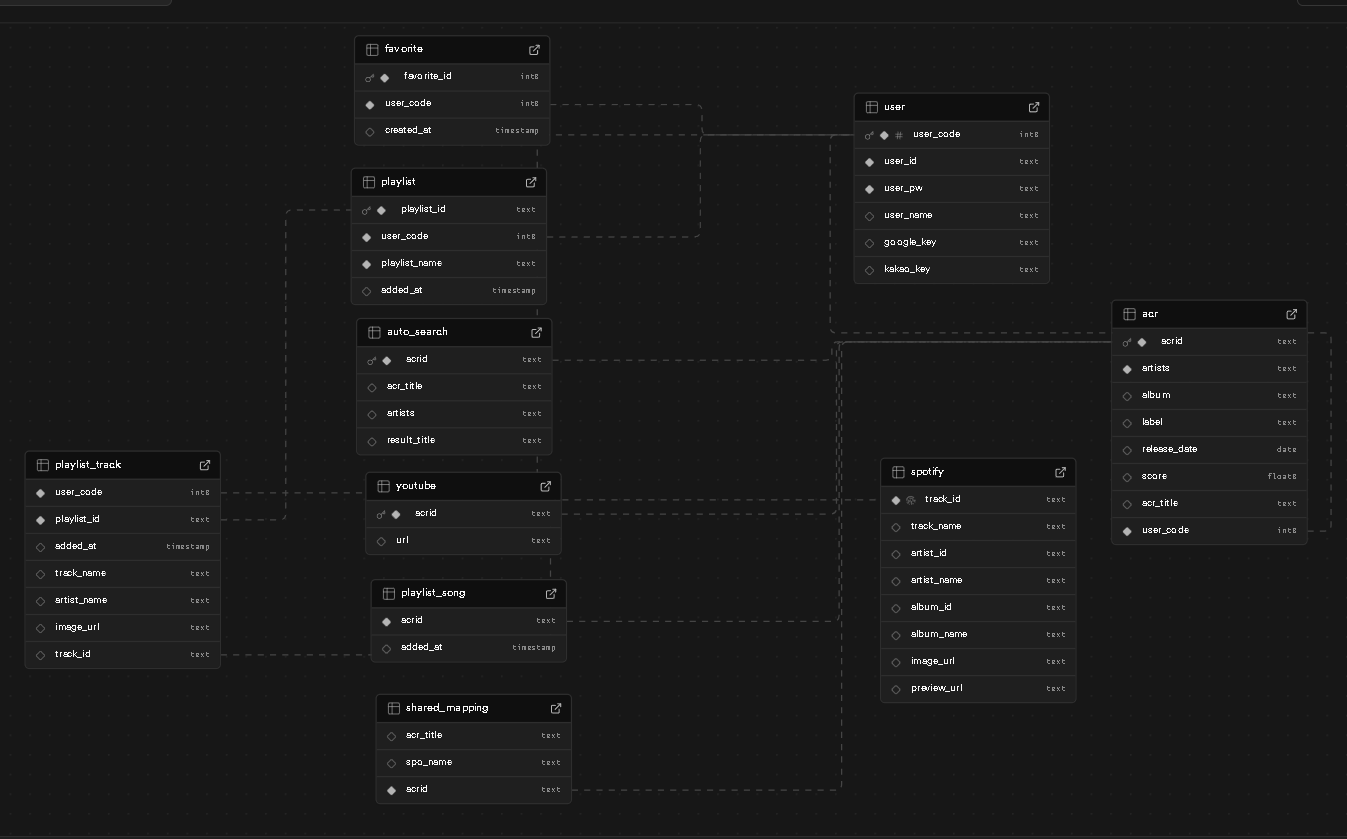 favorite
favorite_id int8
user_code int8
created_at timestamp
playlist
playlist_id text
user_code int8
playlist_name text
added_at timestamp
auto_search
acrid text
acr_title text
artists text
result_title text
playlist_track
user_code int8
playlist_id text
added_at timestamp
track_name text
artist_name text
image_url text
track_id text
youtube
acrid text
url text
playlist_song
acrid text
added_at timestamp
shared_mapping
acr_title text
spo_name text
acrid text
user
# user_code int8
user_id text
user_pw text
user_name text
google_key text
kakao_key text
spotify
track_id text
track_name text
artist_id text
artist_name text
album_id text
album_name text
image_url text
preview_url text
acr
acrid text
artists text
album text
label text
release_date date
score float8
acr_title text
user_code int8